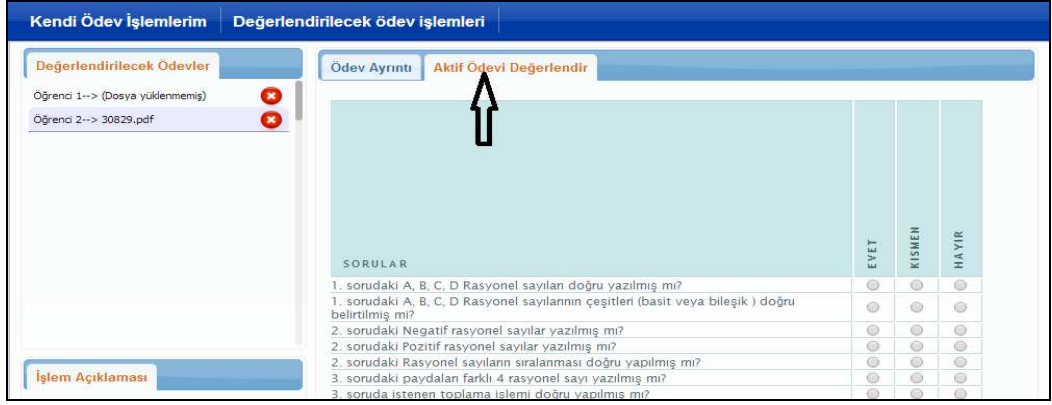 Kendi Ödev İşlemlerim
Değerlendirilecek ödev işlemleri
Değerlendirilecek Ödevler
Öğrenci 1--> (Dosya yüklenmemiş)
Öğrenci 2--> 30829.pdf
İşlem Açıklaması
Ödev Ayrıntı
Aktif Ödevi Değerlendir
SORULAR
EVET
KISMEN
HAYIR
1. sorudaki A, B, C, D Rasyonel sayıları doğru yazılmış mı?
1. sorudaki A, B, C, D Rasyonel sayılarının çeşitleri (basit veya bileşik ) doğru
belirtilmiş mi?
2. sorudaki Negatif rasyonel sayılar yazılmış mı?
2. sorudaki Pozitif rasyonel sayılar yazılmış mı?
2. sorudaki Rasyonel sayıların sıralanması doğru yapılmış mı?
3. sorudaki paydaları farklı 4 rasyonel sayı yazılmış mı?
3. soruda istenen toplama işlemi doğru yapılmış mı?